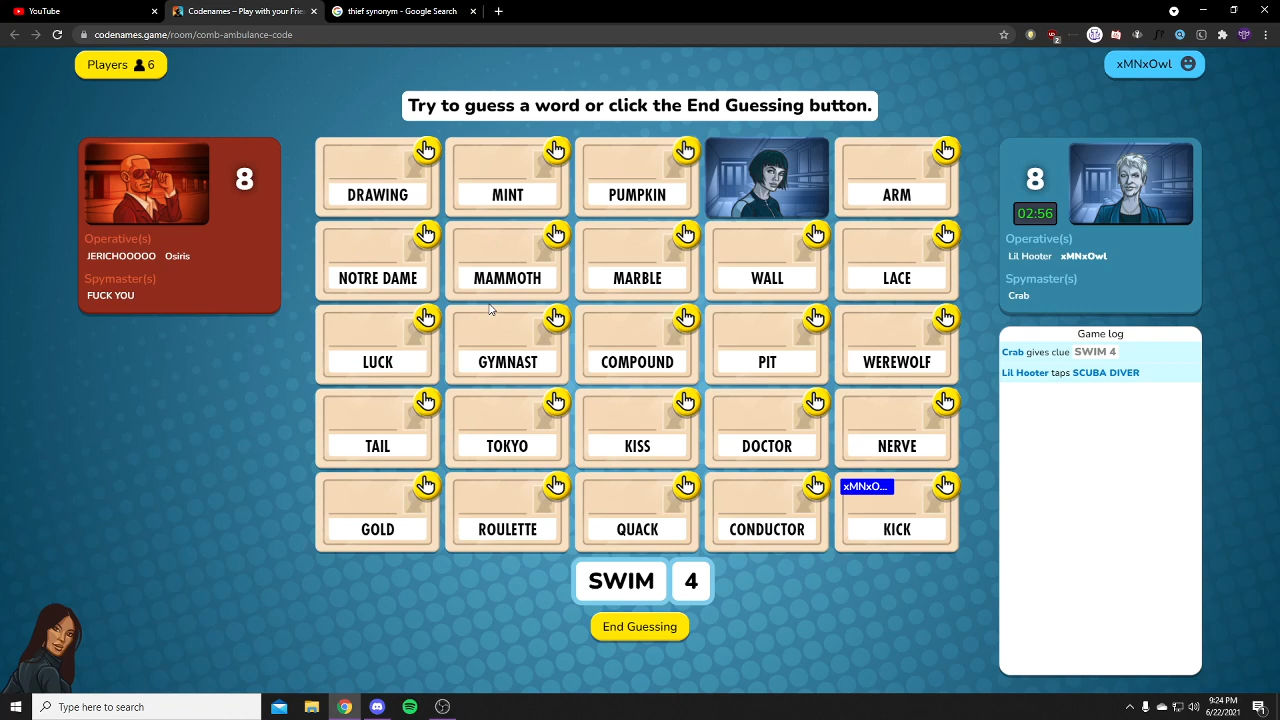 YouTube
Codenames – Play with your Frie
thief synonym - Google Search
codenames.game/room/comb-ambulance-code
Players 6
xMNxOwl
Try to guess a word or click the End Guessing button.
8
Operative(s)
JERICHOOOOO Osiris
Spymaster(s)
FUCK YOU
DRAWING
MINT
PUMPKIN
ARM
NOTRE DAME
MAMMOTH
MARBLE
WALL
LACE
LUCK
GYMNAST
COMPOUND
PIT
WEREWOLF
TAIL
TOKYO
KISS
DOCTOR
NERVE
GOLD
ROULETTE
QUACK
CONDUCTOR
xMNxO...
KICK
SWIM 4
End Guessing
8
02:56
Operative(s)
Lil Hooter xMNxOwl
Spymaster(s)
Crab
Game log
Crab gives clue SWIM 4
Lil Hooter taps SCUBA DIVER
Type here to search
9:24 PM
6/22/2021